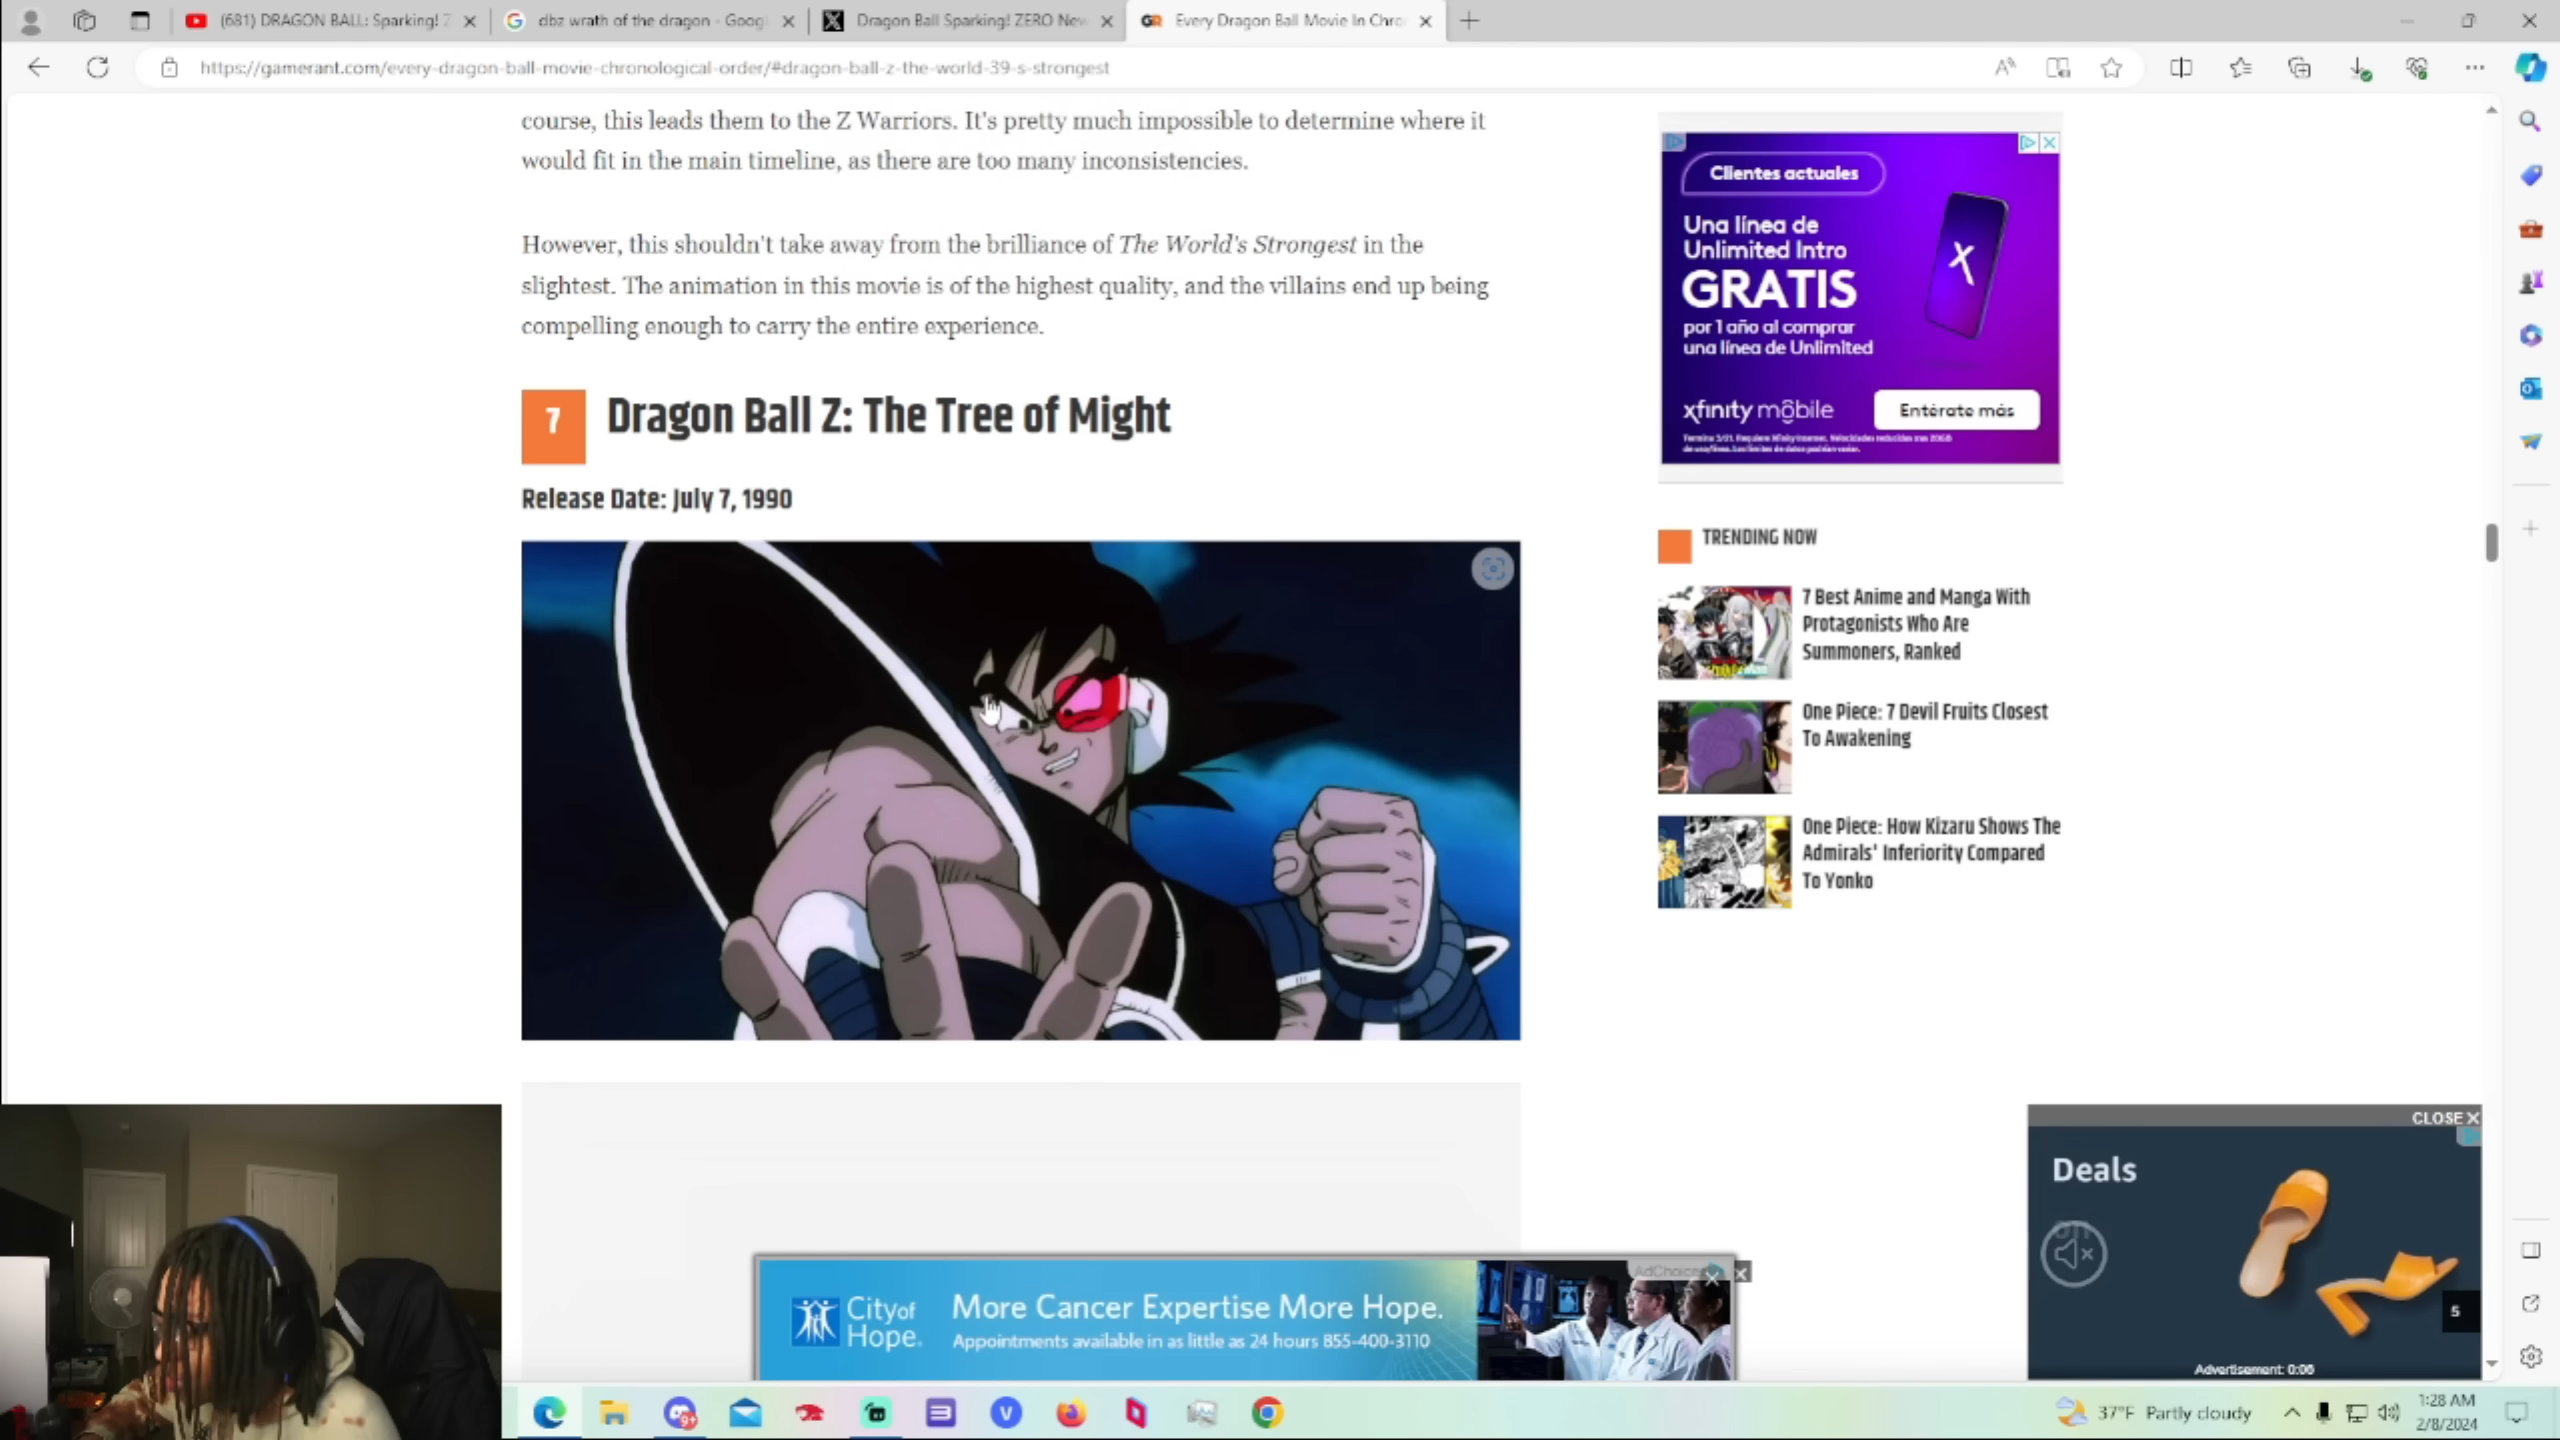 (681) DRAGON BALL: Sparking! Z
dbz wrath of the dragon - Goog
Dragon Ball Sparking! ZERO New
Every Dragon Ball Movie In Chro
https://gamerant.com/every-dragon-ball-movie-chronological-order/#dragon-ball-z-the-world-39-s-strongest
course, this leads them to the Z Warriors. It's pretty much impossible to determine where it
would fit in the main timeline, as there are too many inconsistencies.
However, this shouldn't take away from the brilliance of The World's Strongest in the
slightest. The animation in this movie is of the highest quality, and the villains end up being
compelling enough to carry the entire experience.
7
Dragon Ball Z: The Tree of Might
Release Date: July 7, 1990
Clientes actuales
Una línea de
Unlimited Intro
GRATIS
por 1 año al comprar
una línea de Unlimited
xfinity mobile
Entérate más
TRENDING NOW
7 Best Anime and Manga With
Protagonists Who Are
Summoners, Ranked
One Piece: 7 Devil Fruits Closest
To Awakening
One Piece: How Kizaru Shows The
Admirals' Inferiority Compared
To Yonko
CLOSE X
Deals
5
Advertisement: 0:06
City of
Hope.
More Cancer Expertise More Hope.
Appointments available in as little as 24 hours 855-400-3110
AdChoices
9+
37°F Partly cloudy
1:28 AM
2/8/2024